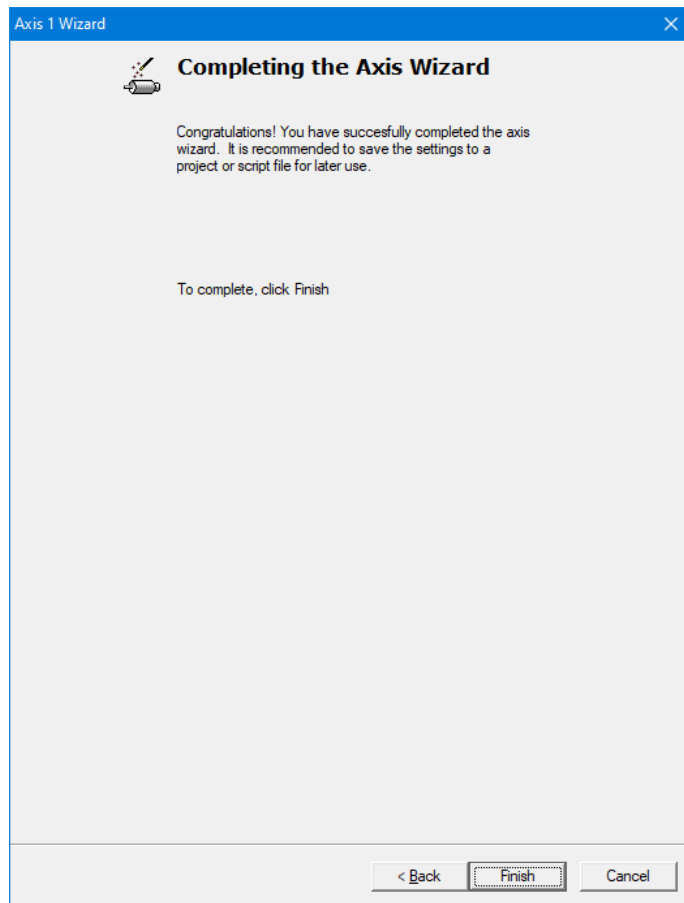 Axis 1 Wizard
Completing the Axis Wizard
Congratulations! You have succesfully completed the axis
wizard.  It is recommended to save the settings to a
project or script file for later use.
To complete, click Finish
< Back
Finish
Cancel